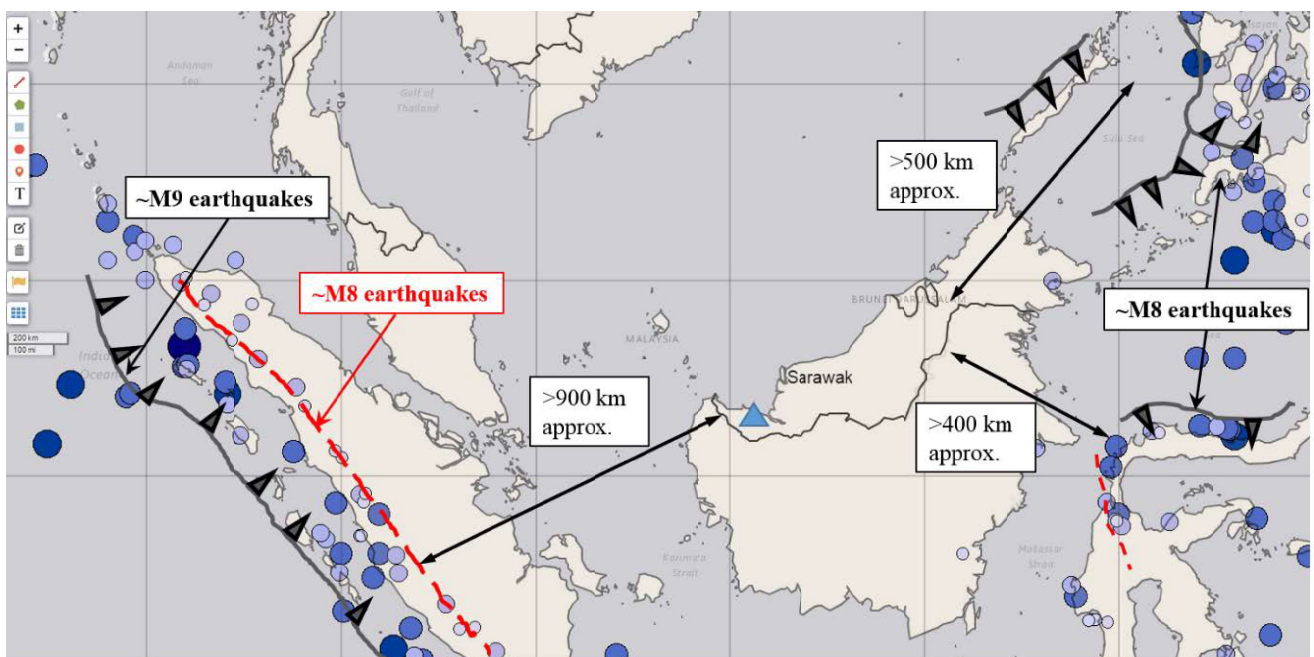 +
−
T
200 km
100 mi
Andaman
Sea
Gulf of
Thailand
Sulu Sea
>500 km
approx.
~M9 earthquakes
~M8 earthquakes
BRUNEI DARUSSALAM
~M8 earthquakes
MALAYSIA
India
Ocean
Sarawak
>900 km
approx.
>400 km
approx.
Karimata
Strait
Makassar
Strait